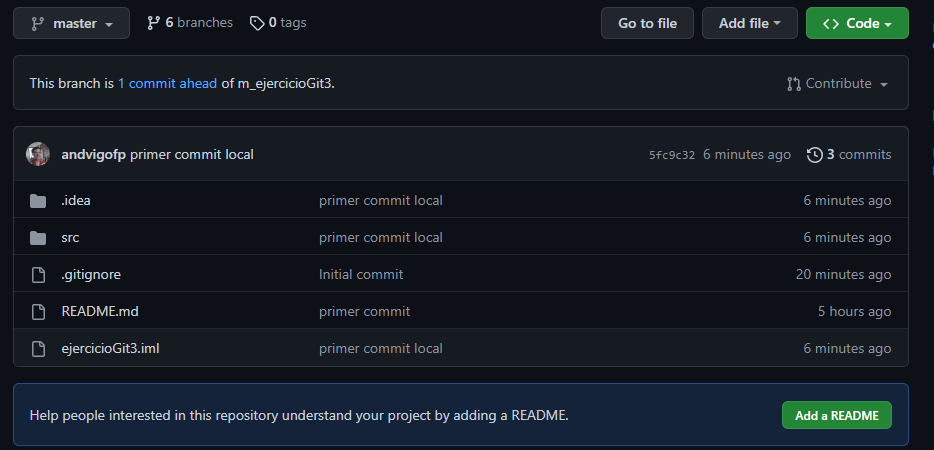 master 6 branches 0 tags Go to file Add file Code
This branch is 1 commit ahead of m_ejercicioGit3. Contribute
andvigofp primer commit local 5fc9c32 6 minutes ago 3 commits
.idea primer commit local 6 minutes ago
src primer commit local 6 minutes ago
.gitignore Initial commit 20 minutes ago
README.md primer commit 5 hours ago
ejercicioGit3.iml primer commit local 6 minutes ago
Help people interested in this repository understand your project by adding a README. Add a README